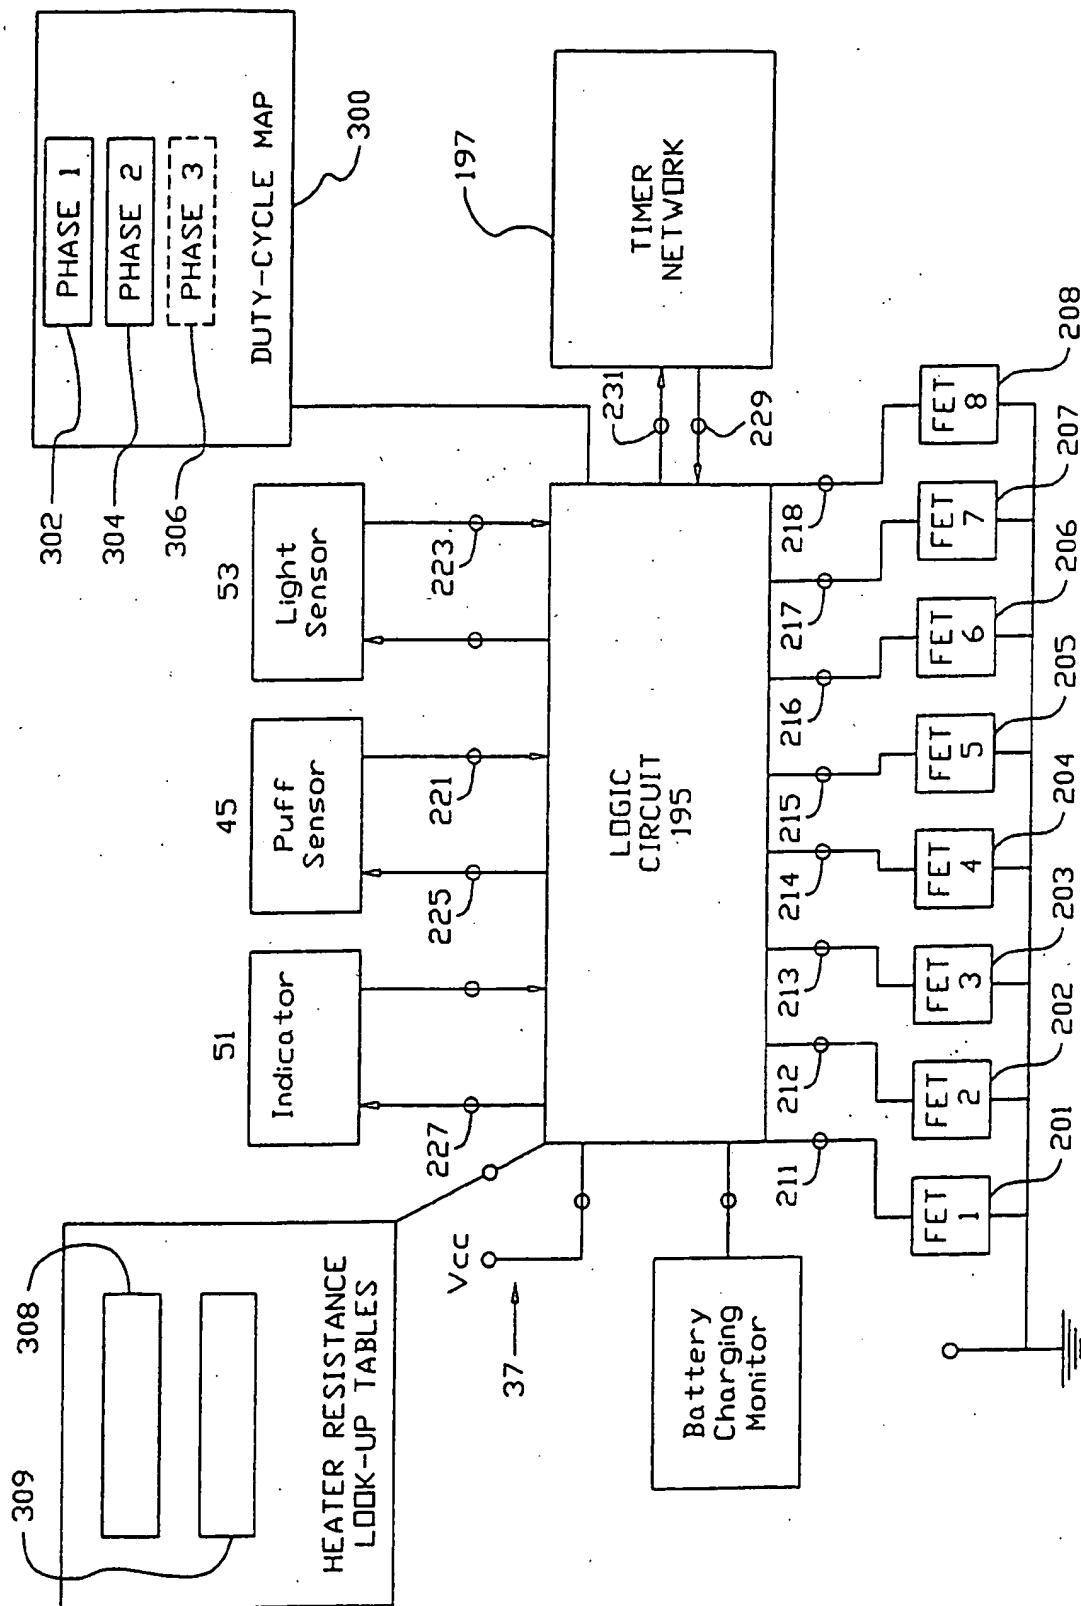 309
308
HEATER RESISTANCE
LOOK-UP TABLES
302
304
306
PHASE 1
PHASE 2
PHASE 3
DUTY-CYCLE MAP
300
51
45
53
Indicator
Puff
Sensor
Light
Sensor
227
225
221
223.
Vcc
37
LOGIC
CIRCUIT
195
197
TIMER
NETWORK
231
229
Battery
Charging
Monitor
211
212
213
214
215
216
217
218
FET
1
FET
2
FET
3
FET
4
FET
5
FET
6
FET
7
FET
8
201
202
203
204
205
206
207
208